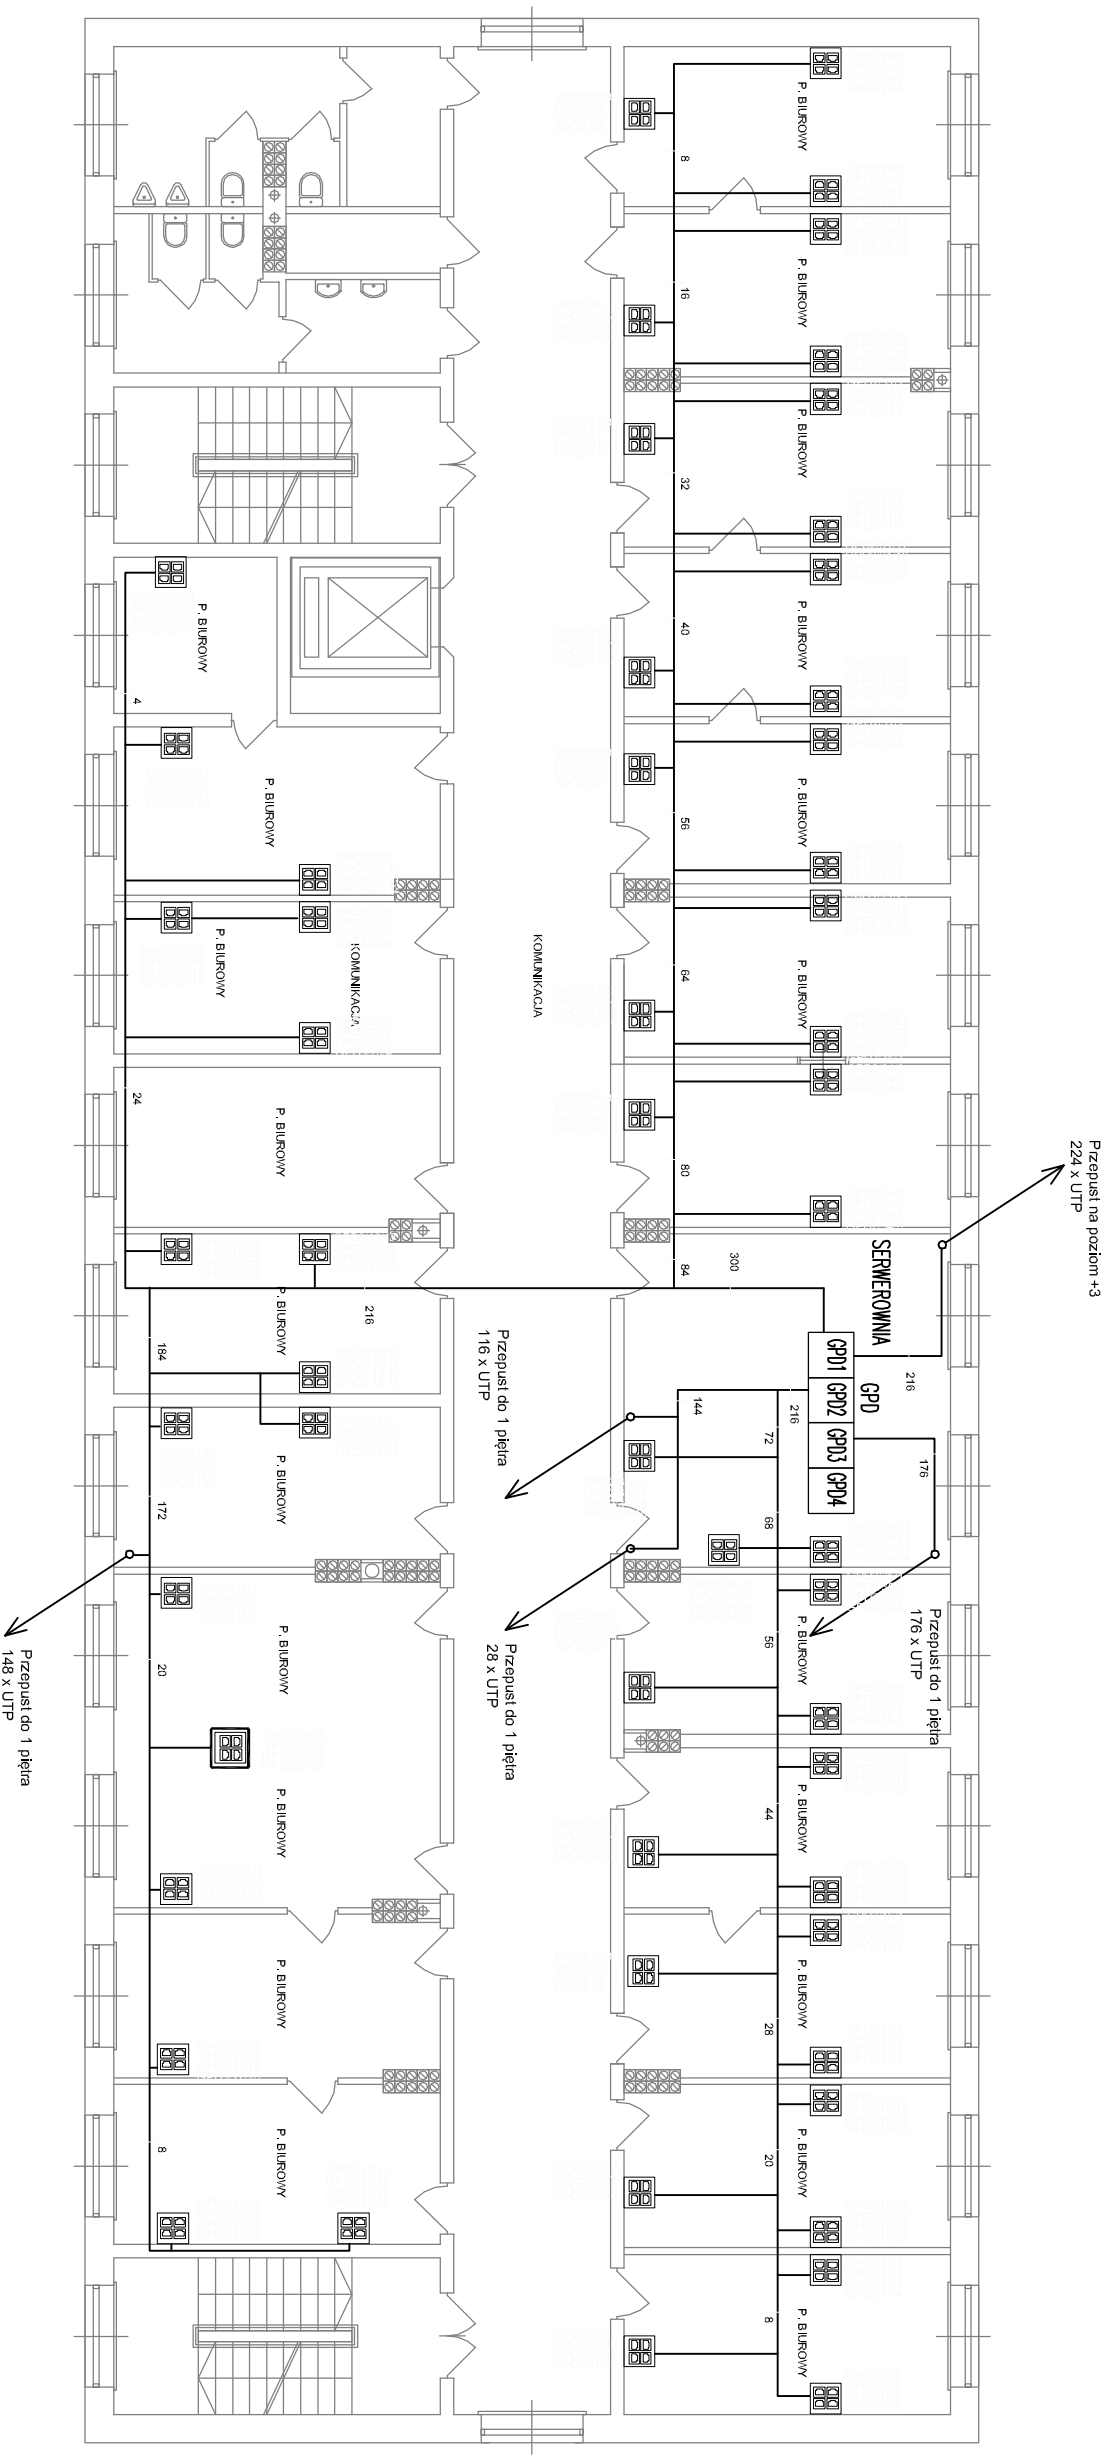 P. BIUROWY
8
P. BIUROWY
16
P. BIUROWY
32
P. BIUROWY
40
P. BIUROWY
56
P. BIUROWY
64
80
84
300
P. BIUROWY
4
P. BIUROWY
P. BIUROWY
KOMUNIKACJA
KOMUNIKACJA
24
P. BIUROWY
P. BIUROWY
216
184
P. BIUROWY
172
P. BIUROWY
20
P. BIUROWY
P. BIUROWY
P. BIUROWY
8
Przepust na poziom +3
224 x UTP
SERWEROWNIA
GPD
GPD1
GPD2
GPD3
GPD4
216
176
216
144
72
68
Przepust do 1 piętra
116 x UTP
Przepust do 1 piętra
28 x UTP
Przepust do 1 piętra
176 x UTP
Przepust do 1 piętra
148 x UTP
P. BIUROWY
56
P. BIUROWY
44
P. BIUROWY
28
P. BIUROWY
20
P. BIUROWY
8